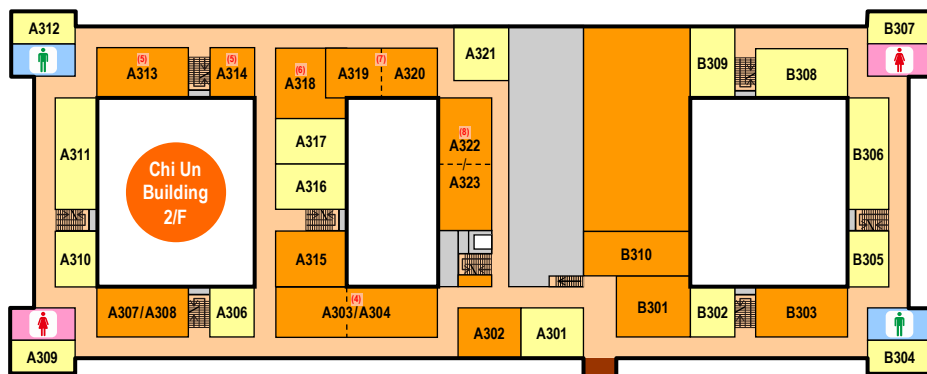 A312
B307
(5)
A313
(5)
A314
(6)
A318
A319
(7)
A320
A321
B309
B308
A311
A317
(8)
A322
/
A323
B306
Chi Un
Building
2/F
A316
A310
A315
B310
B305
A307/A308
A306
(4)
A303/A304
A302
A301
B301
B302
B303
A309
B304